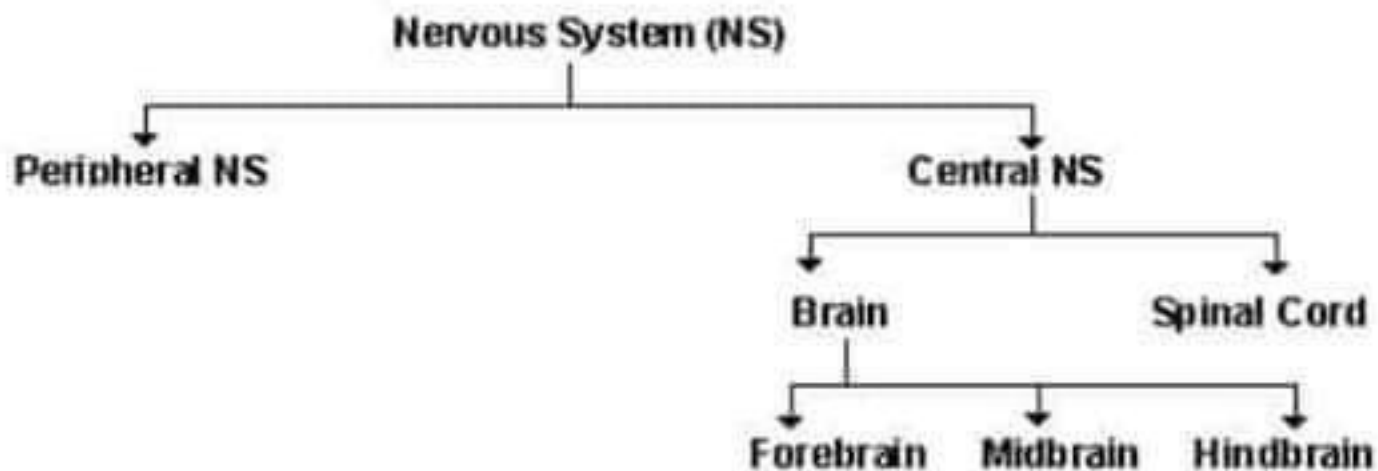 Nervous System (NS)
Peripheral NS Central NS
Brain Spinal Cord
Forebrain Midbrain Hindbrain